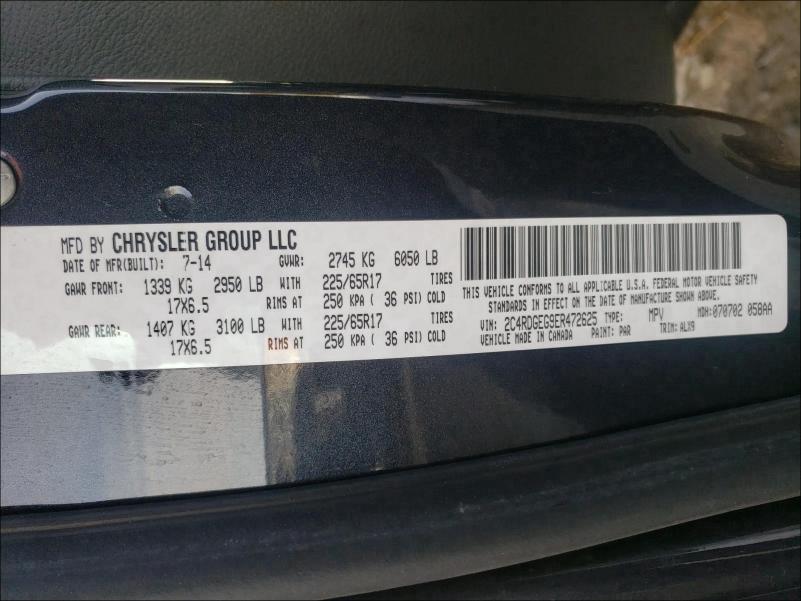 MFD BY CHRYSLER GROUP LLC
DATE OF MFR(BUILT): 7-14 GVWR: 2745 KG 6050 LB
GAWR FRONT: 1339 KG 2950 LB WITH 225/65R17 TIRES
17X6.5 RIMS AT 250 KPA ( 36 PSI) COLD
GAWR REAR: 1407 KG 3100 LB WITH 225/65R17 TIRES
17X6.5 RIMS AT 250 KPA ( 36 PSI) COLD
THIS VEHICLE CONFORMS TO ALL APPLICABLE U.S.A. FEDERAL MOTOR VEHICLE SAFETY
STANDARDS IN EFFECT ON THE DATE OF MANUFACTURE SHOWN ABOVE.
VIN: 2C4RDGEG9ER472625 TYPE: MPV MDH: 070702 058AA
VEHICLE MADE IN CANADA PAINT: PAR TRIM: ALX9